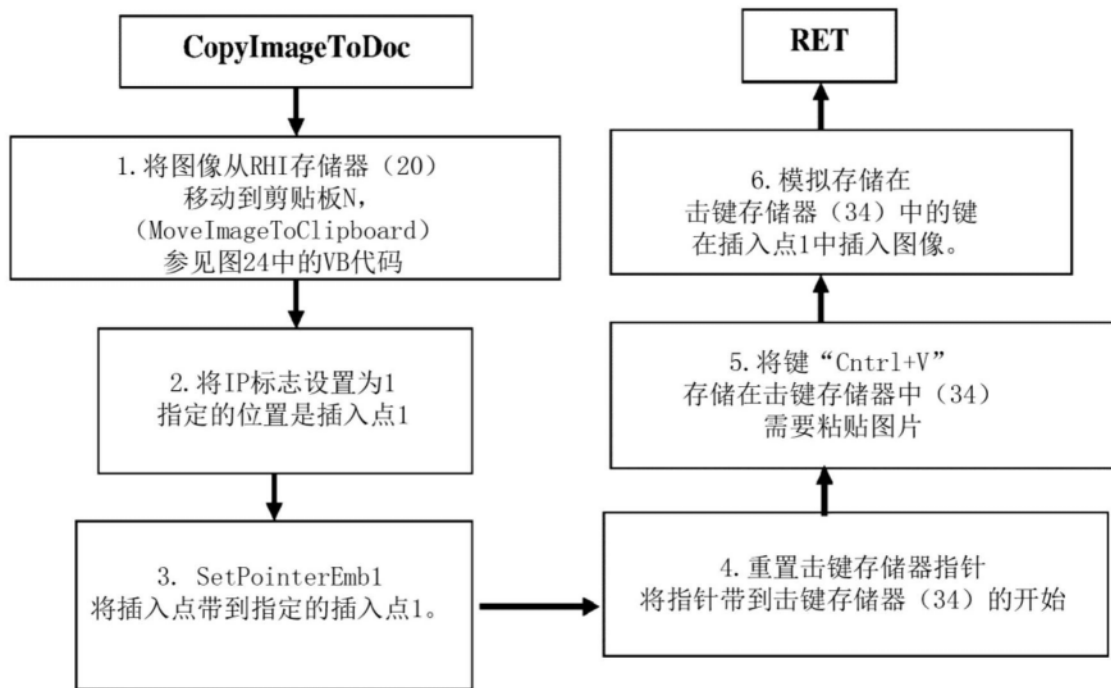 CopyImageToDoc
1.将图像从RHI存储器（20）
移动到剪贴板N，
（MoveImageToClipboard）
参见图24中的VB代码
2.将IP标志设置为1
指定的位置是插入点1
3. SetPointerEmb1
将插入点带到指定的插入点1。
4.重置击键存储器指针
将指针带到击键存储器（34）的开始
5.将键“Cntrl+V”
存储在击键存储器中（34）
需要粘贴图片
6.模拟存储在
击键存储器（34）中的键
在插入点1中插入图像。
RET